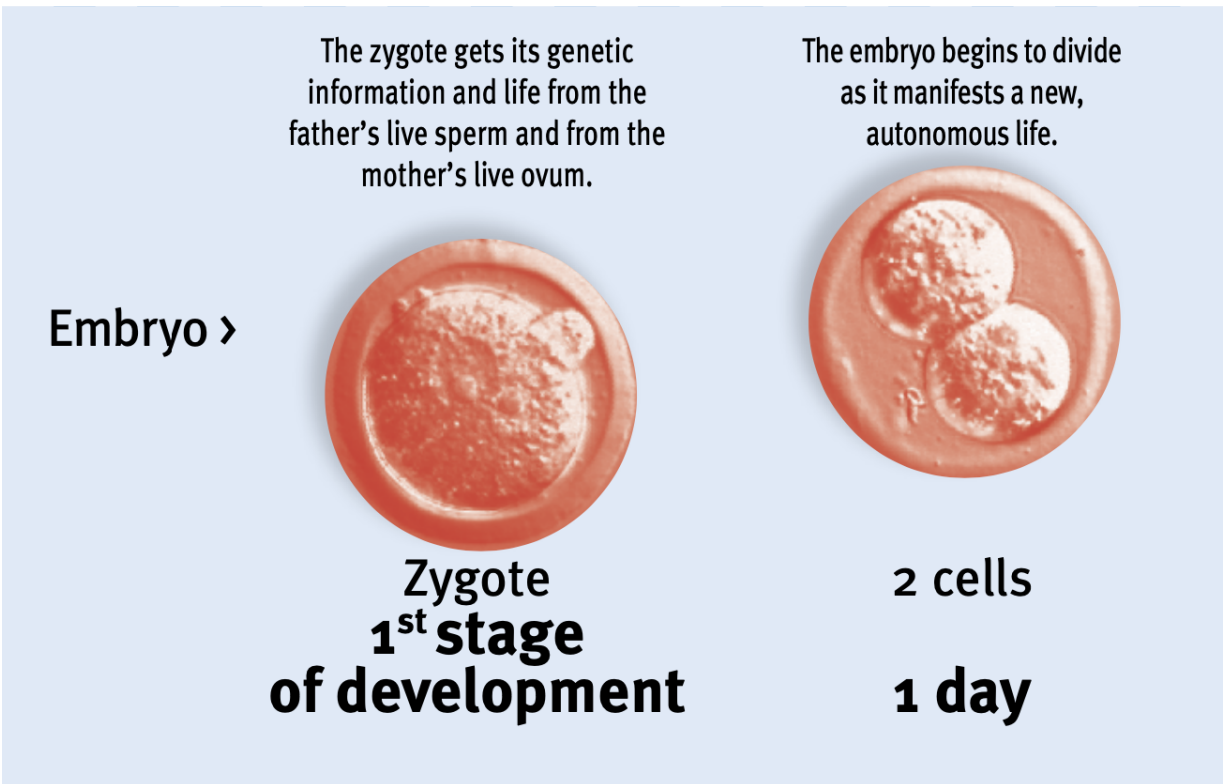 The zygote gets its genetic
information and life from the
father’s live sperm and from the
mother’s live ovum.
The embryo begins to divide
as it manifests a new,
autonomous life.
Embryo >
Zygote
1st stage
of development
2 cells
1 day